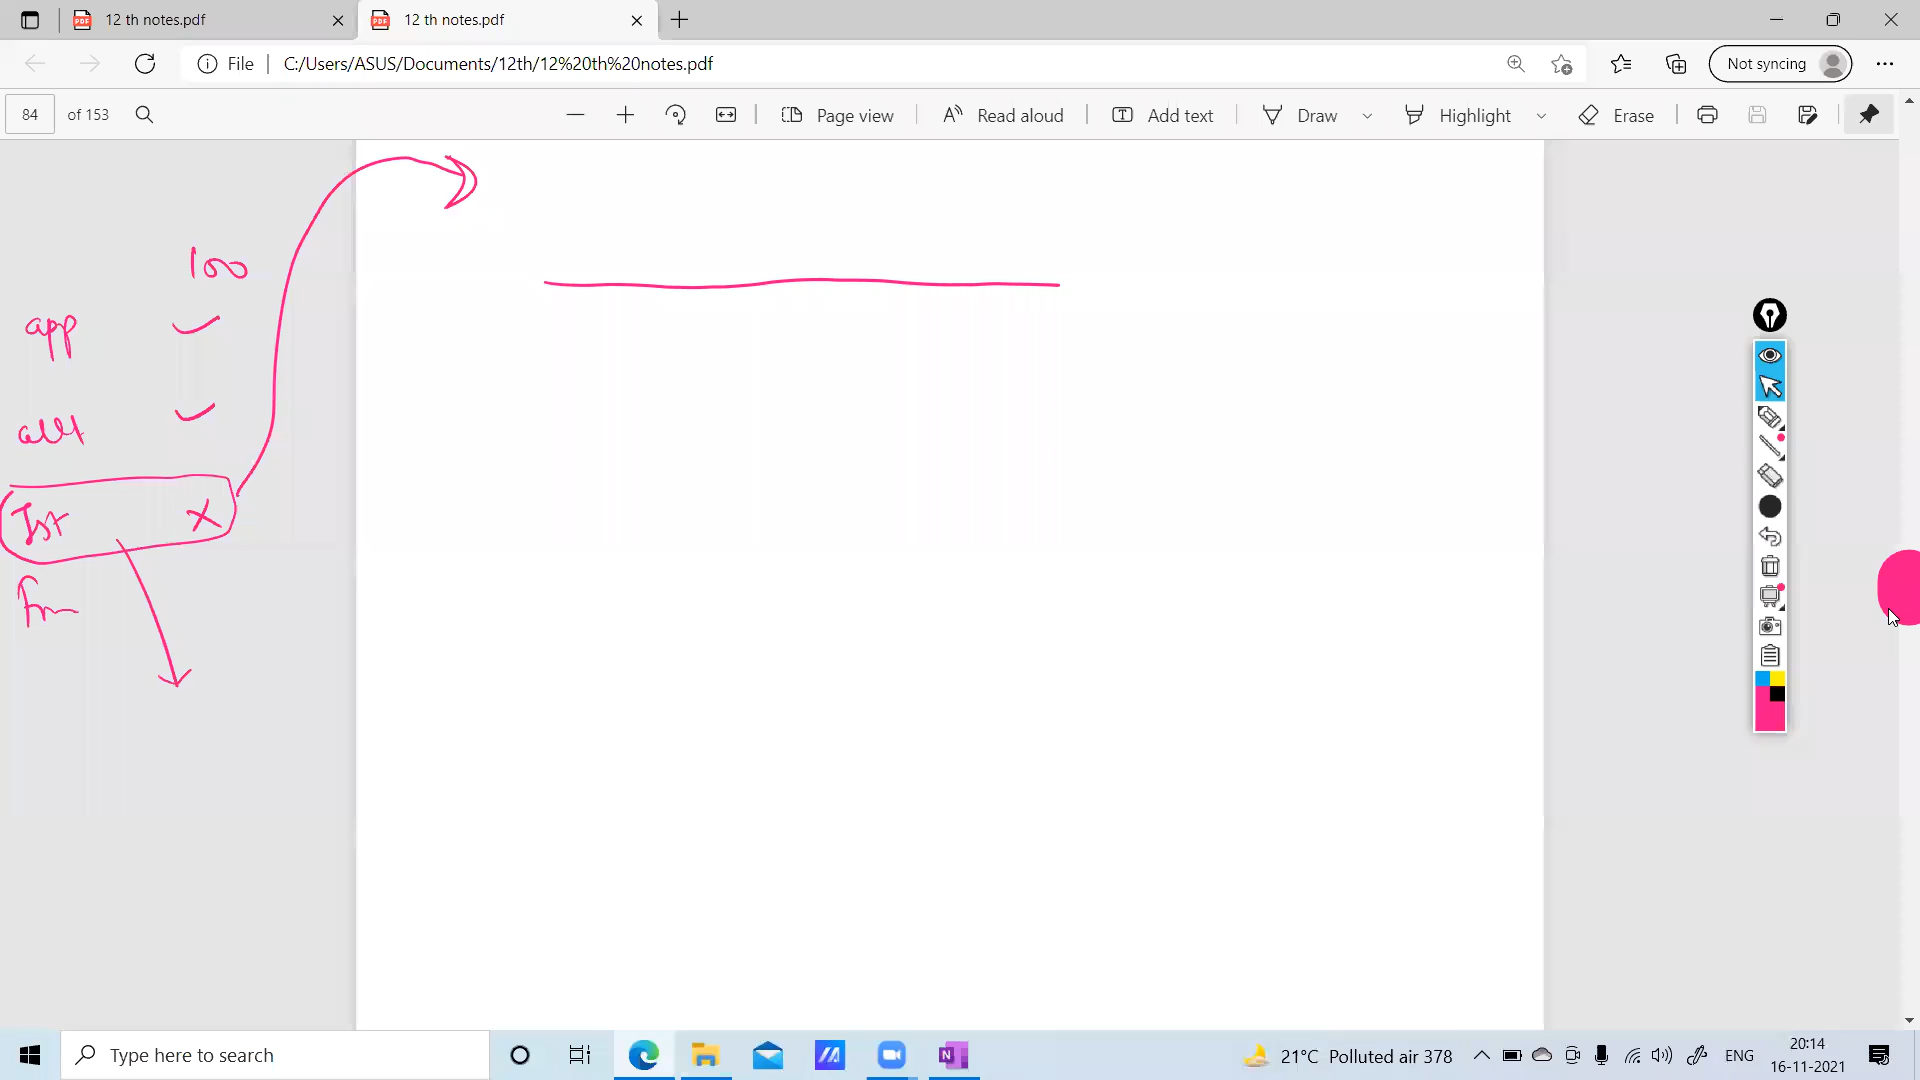 12 th notes.pdf
12 th notes.pdf
File
C:/Users/ASUS/Documents/12th/12%20th%20notes.pdf
Not syncing
84 of 153
Page view
Read aloud
Add text
Draw
Highlight
Erase
100
app
allt
Ist
X
Type here to search
21°C Polluted air 378
ENG
20:14
16-11-2021